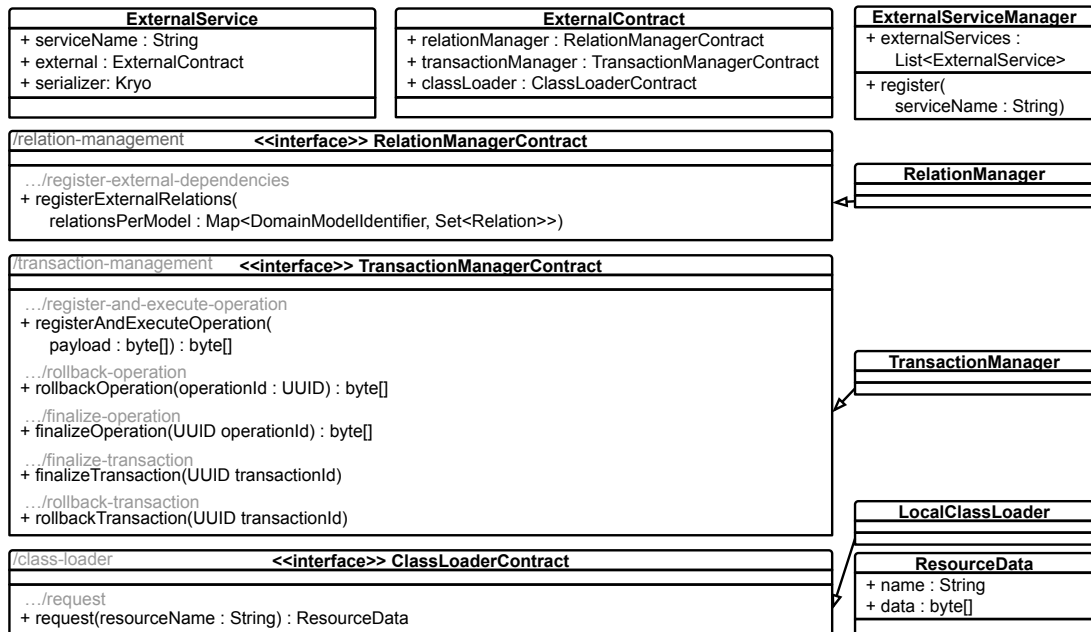 ExternalService
+ serviceName : String
+ external : ExternalContract
+ serializer: Kryo
ExternalContract
+ relationManager : RelationManagerContract
+ transactionManager : TransactionManagerContract
+ classLoader : ClassLoaderContract
ExternalServiceManager
+ externalServices :
List<ExternalService>
+ register(
serviceName : String)
/relation-management
<<interface>> RelationManagerContract
…/register-external-dependencies
+ registerExternalRelations(
relationsPerModel : Map<DomainModelIdentifier, Set<Relation>>)
RelationManager
/transaction-management
<<interface>> TransactionManagerContract
…/register-and-execute-operation
+ registerAndExecuteOperation(
payload : byte[]) : byte[]
…/rollback-operation
+ rollbackOperation(operationId : UUID) : byte[]
…/finalize-operation
+ finalizeOperation(UUID operationId) : byte[]
…/finalize-transaction
+ finalizeTransaction(UUID transactionId)
…/rollback-transaction
+ rollbackTransaction(UUID transactionId)
TransactionManager
LocalClassLoader
/class-loader
<<interface>> ClassLoaderContract
…/request
+ request(resourceName : String) : ResourceData
ResourceData
+ name : String
+ data : byte[]